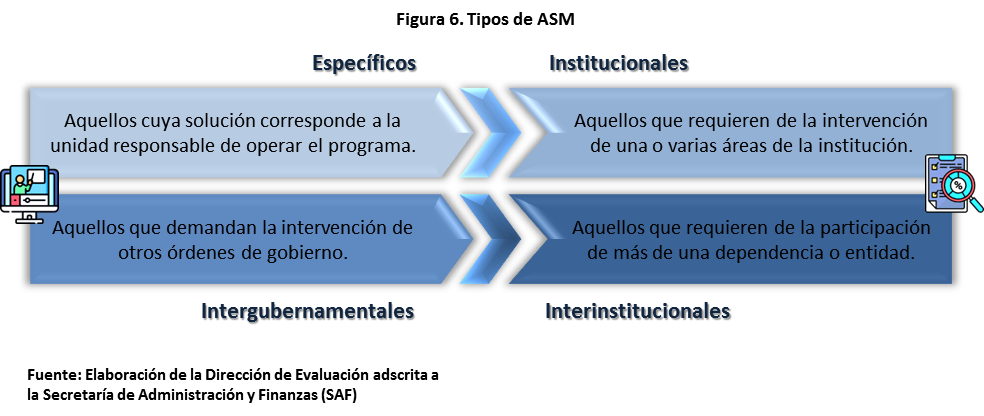 Figura 6. Tipos de ASM
Específicos
Institucionales
Aquellos cuya solución corresponde a la
unidad responsable de operar el programa.
Aquellos que requieren de la intervención
de una o varias áreas de la institución.
Aquellos que demandan la intervención de
otros órdenes de gobierno.
Aquellos que requieren de la participación
de más de una dependencia o entidad.
Intergubernamentales
Interinstitucionales
Fuente: Elaboración de la Dirección de Evaluación adscrita a
la Secretaría de Administración y Finanzas (SAF)